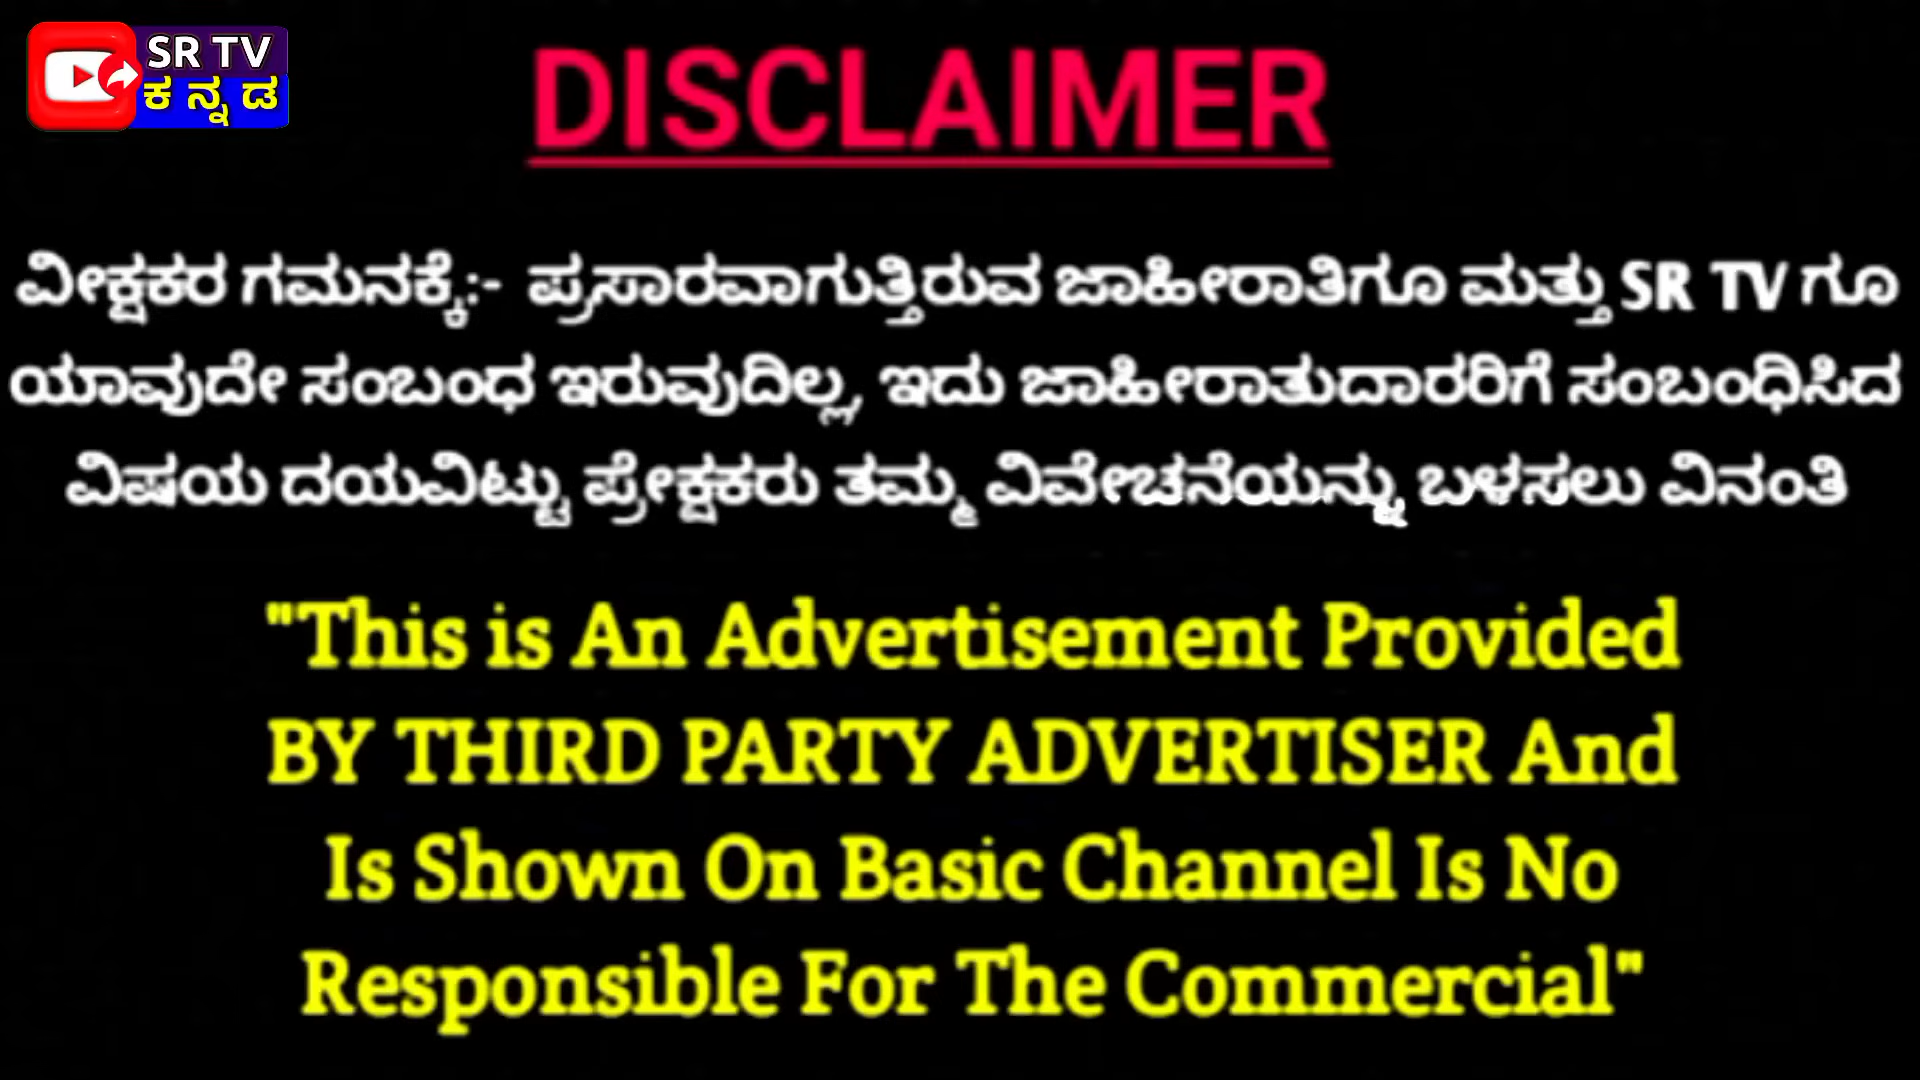 SR TV
ಕನ್ನಡ
DISCLAIMER
ವೀಕ್ಷಕರ ಗಮನಕ್ಕೆ:- ಪ್ರಸಾರವಾಗುತ್ತಿರುವ ಜಾಹೀರಾತಿಗೂ ಮತ್ತು SR TV ಗೂ
ಯಾವುದೇ ಸಂಬಂಧ ಇರುವುದಿಲ್ಲ, ಇದು ಜಾಹೀರಾತುದಾರರಿಗೆ ಸಂಬಂಧಿಸಿದ
ವಿಷಯ ದಯವಿಟ್ಟು ಪ್ರೇಕ್ಷಕರು ತಮ್ಮ ವಿವೇಚನೆಯನ್ನು ಬಳಸಲು ವಿನಂತಿ
"This is An Advertisement Provided
BY THIRD PARTY ADVERTISER And
Is Shown On Basic Channel Is No
Responsible For The Commercial"